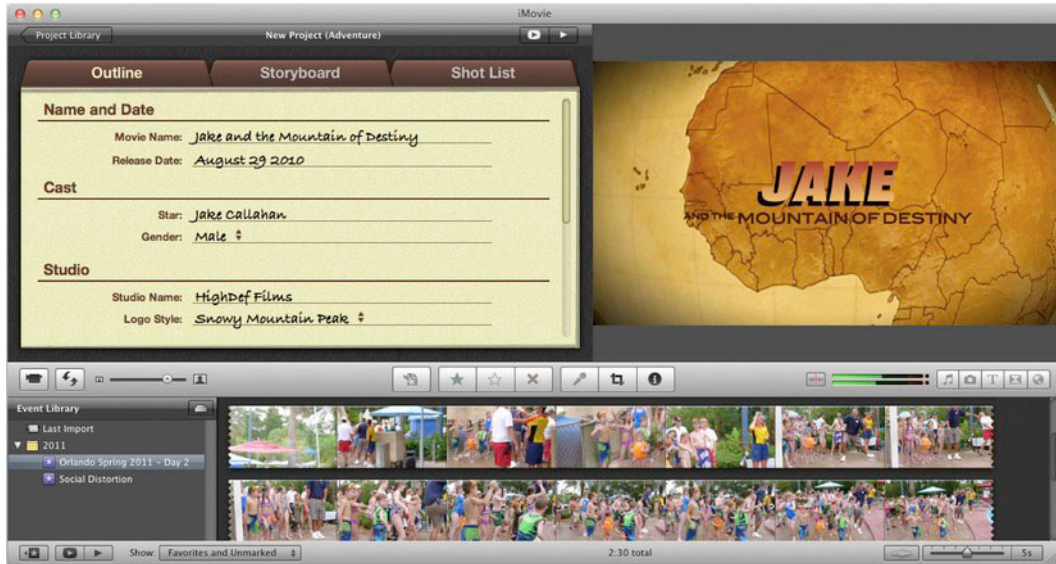 iMovie
Project Library
New Project (Adventure)
Outline
Storyboard
Shot List
Name and Date
Movie Name: Jake and the Mountain of Destiny
Release Date: August 29 2010
Cast
Star: Jake Callahan
Gender: Male
Studio
Studio Name: HighDef Films
Logo Style: Snowy Mountain Peak
JAKE
AND THE MOUNTAIN OF DESTINY
T
Event Library
Last Import
2011
Orlando Spring 2011 - Day 2
Social Distortion
Show: Favorites and Unmarked
2:30 total
5s